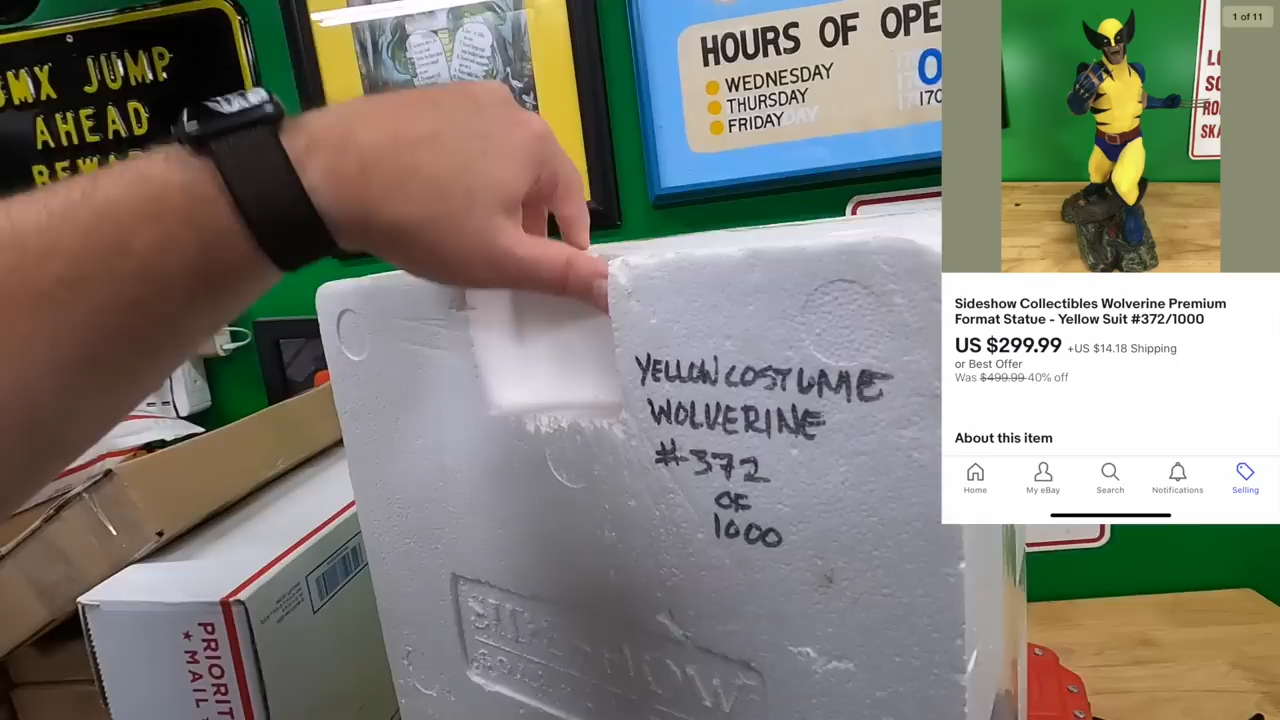 BMX JUMP
AHEAD
HOURS OF OPE
WEDNESDAY
THURSDAY
FRIDAY
YELLOW COSTUME
WOLVERINE
#372
OF
1000
SIDESHOW
PRIORIT
★ MAIL
1 of 11
Sideshow Collectibles Wolverine Premium
Format Statue - Yellow Suit #372/1000
US $299.99 +US $14.18 Shipping
or Best Offer
Was $499.99 40% off
About this item
Home My eBay Search Notifications Selling